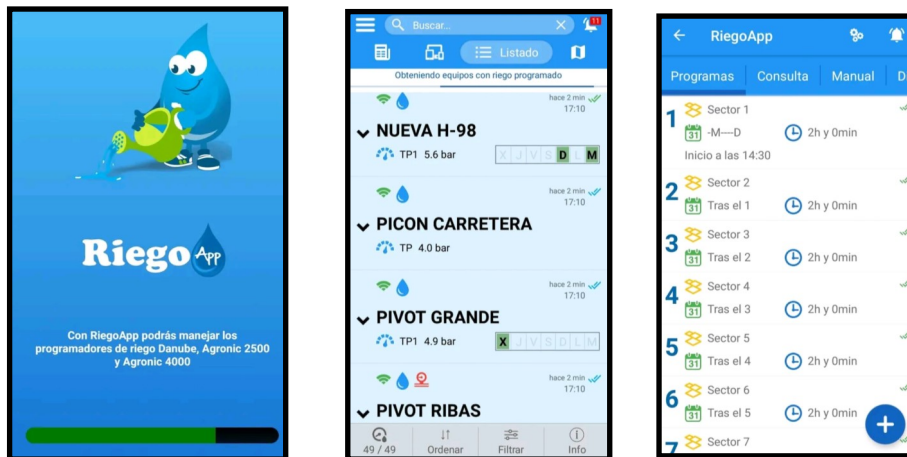 Riego App
Con RiegoApp podrás manejar los
programadores de riego Danube, Agronic 2500
y Agronic 4000
Buscar...
11
Listado
Obteniendo equipos con riego programado
hace 2 min
17:10
NUEVA H-98
TP1 5.6 bar
X J V S D L M
hace 2 min
17:10
PICON CARRETERA
TP 4.0 bar
hace 2 min
17:10
PIVOT GRANDE
TP1 4.9 bar
X J V S D L M
hace 2 min
17:10
PIVOT RIBAS
49 / 49
Ordenar
Filtrar
Info
RiegoApp
Programas Consulta Manual D
1 Sector 1
31 -M----D 2h y 0min
Inicio a las 14:30
2 Sector 2
31 Tras el 1 2h y 0min
3 Sector 3
31 Tras el 2 2h y 0min
4 Sector 4
31 Tras el 3 2h y 0min
5 Sector 5
31 Tras el 4 2h y 0min
6 Sector 6
31 Tras el 5 2h y 0min
7 Sector 7